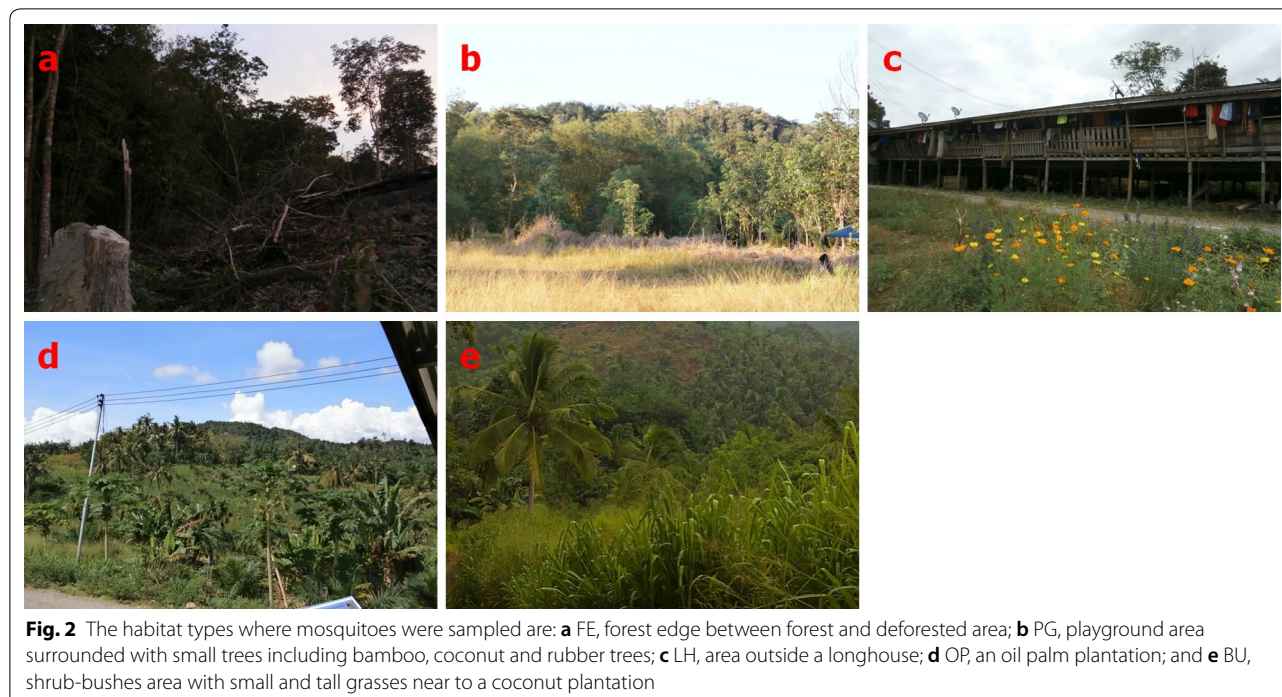 a
b
c
d
e
Fig. 2 The habitat types where mosquitoes were sampled are: a FE, forest edge between forest and deforested area; b PG, playground area
surrounded with small trees including bamboo, coconut and rubber trees; c LH, area outside a longhouse; d OP, an oil palm plantation; and e BU,
shrub-bushes area with small and tall grasses near to a coconut plantation